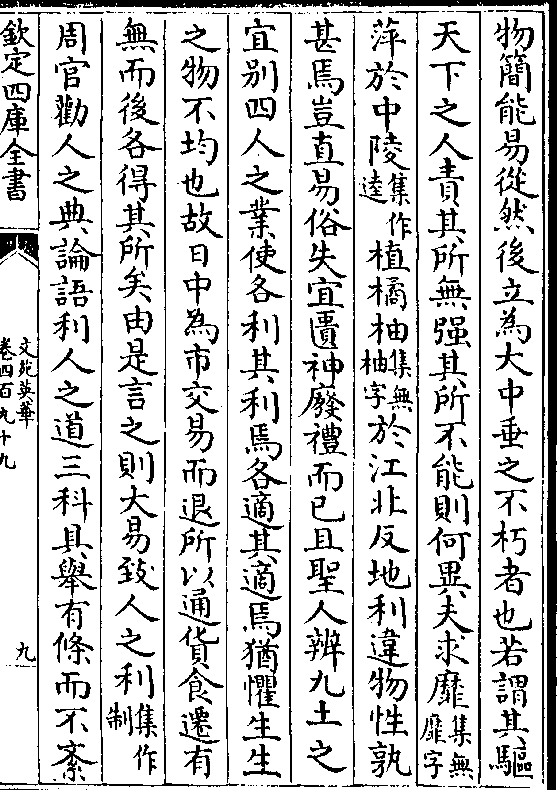 物簡能易從然後立為大中垂之不朽者也若謂其驅
天下之人責其所無强其所不能則何異夫求靡集無靡字
萍於中陵集作逵植橘柚集無柚字於江北反地利違物性孰
甚焉豈直易俗失宜匱神廢禮而已且聖人辨九土之
宜别四人之業使各利其利焉各適其適焉猶懼生生
之物不均也故日中為市交易而退所以通貨食遷有
無而後各得其所矣由是言之則大易致人之利集作制
周官勸人之典論語利人之道三科具舉有條而不紊
欽定四庫全書
文苑英華
卷四百九十九
九